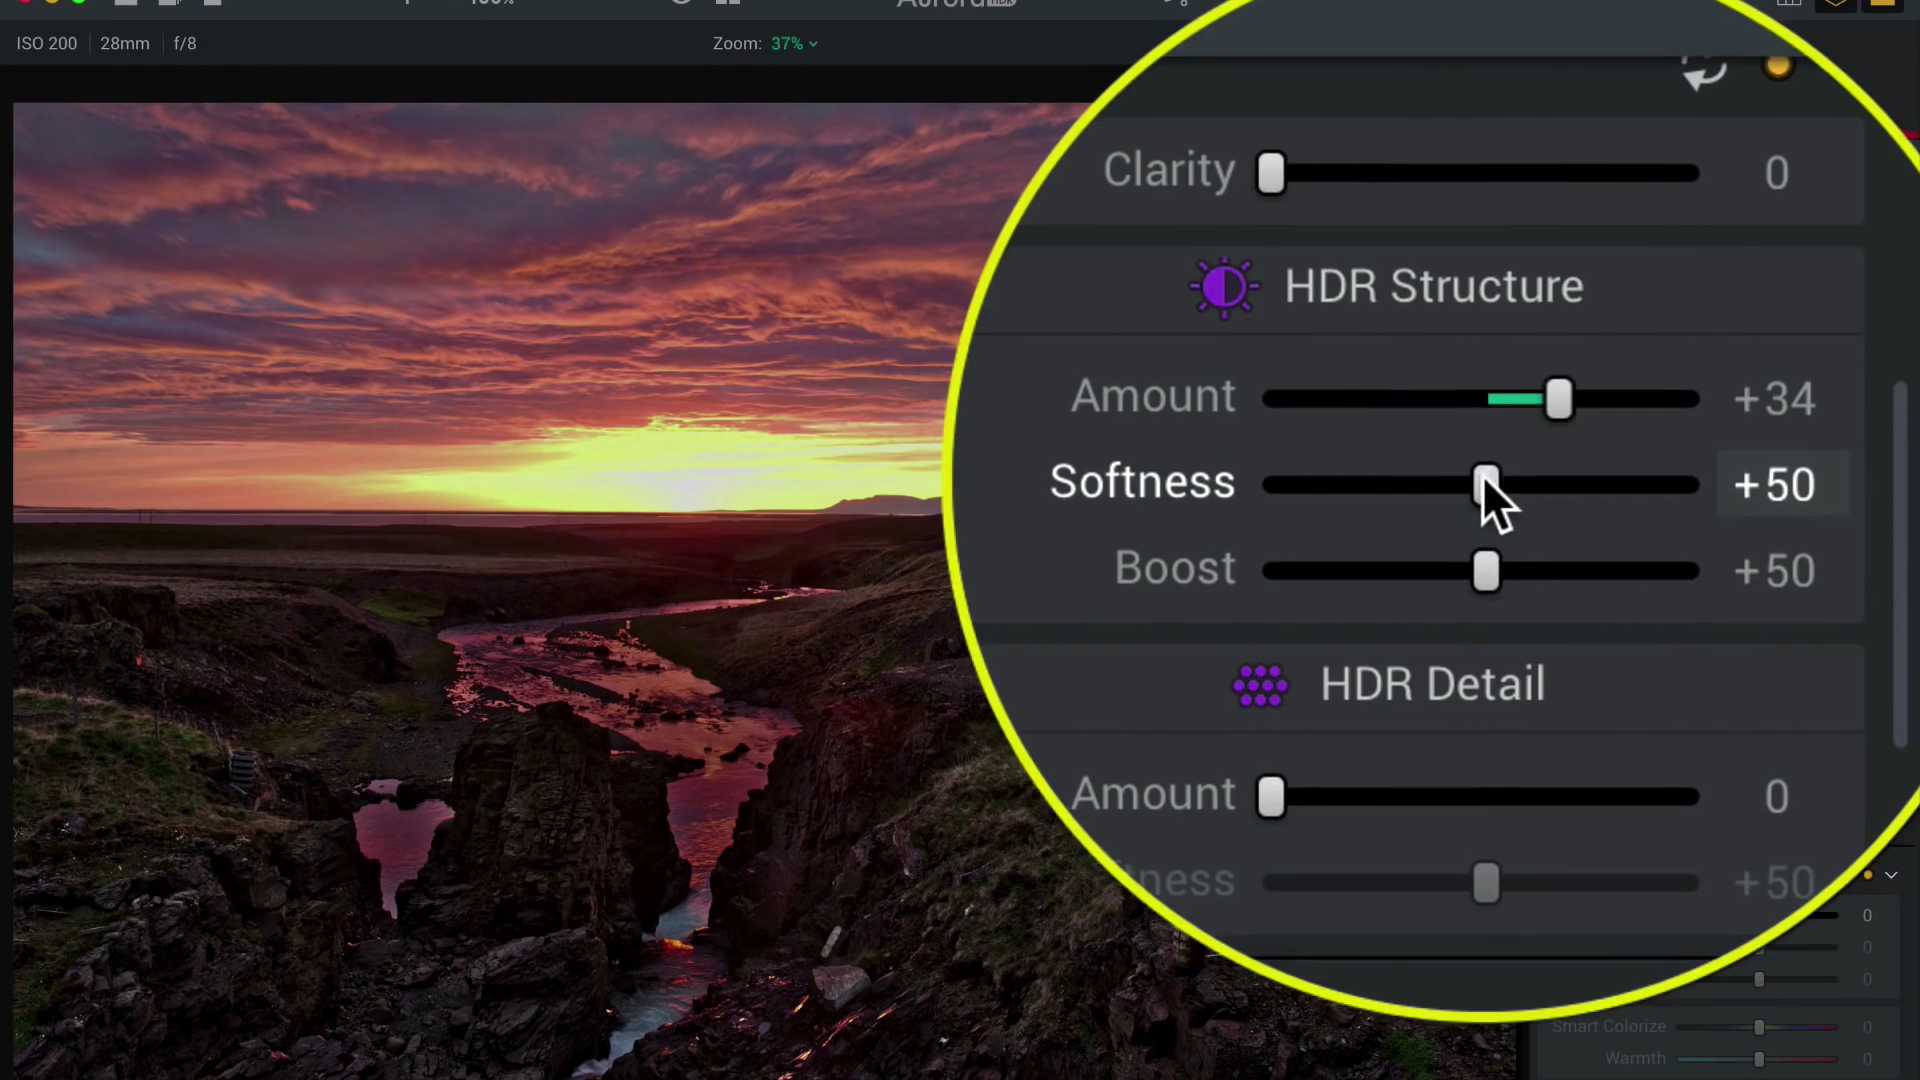 ISO 200 28mm f/8
Zoom: 37%
Clarity 0
HDR Structure
Amount +34
Softness +50
Boost +50
HDR Detail
Amount 0
tness +50
0
0
0
Smart Colorize 0
Warmth 0